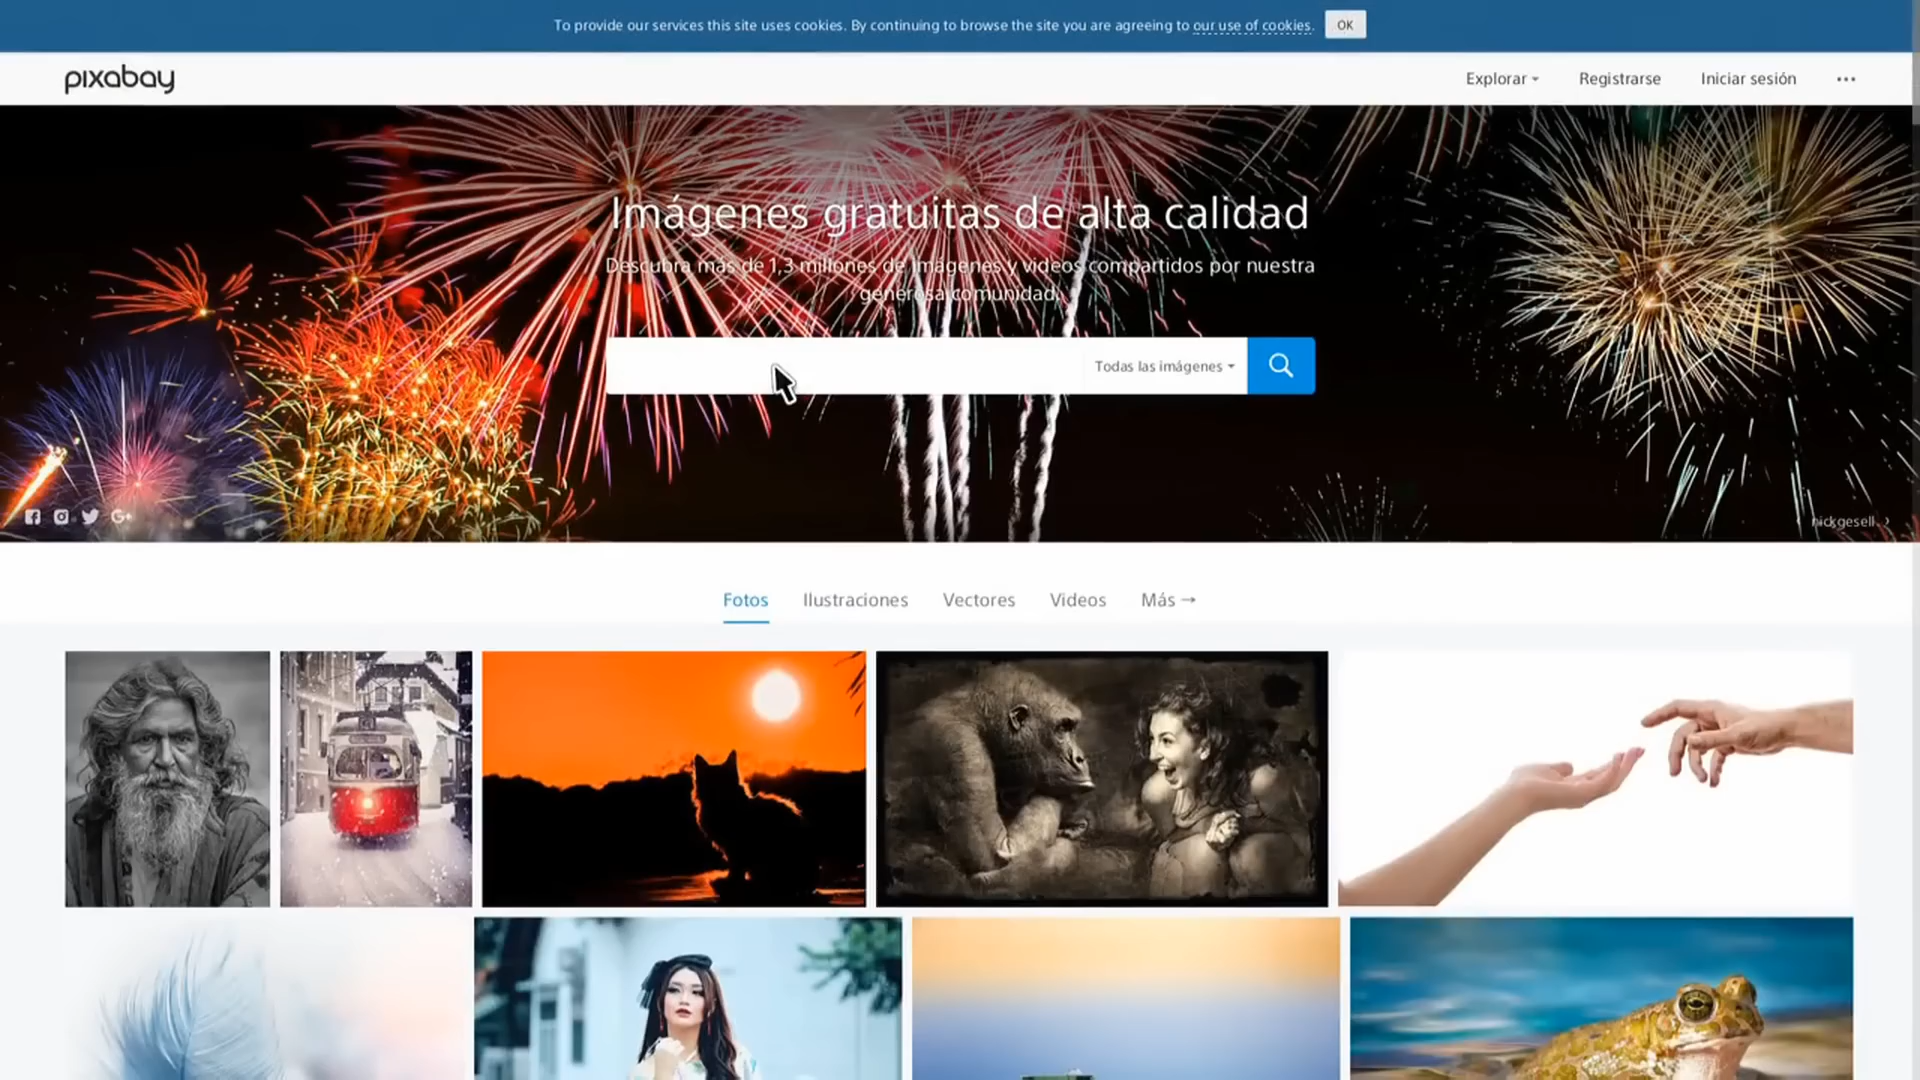 To provide our services this site uses cookies. By continuing to browse the site you are agreeing to our use of cookies. OK
pixabay
Explorar Registrarse Iniciar sesión
Imágenes gratuitas de alta calidad
Descubra más de 1,3 millones de imágenes y videos compartidos por nuestra
generosa comunidad.
Todas las imágenes
nickgesell
Fotos Ilustraciones Vectores Videos Más →